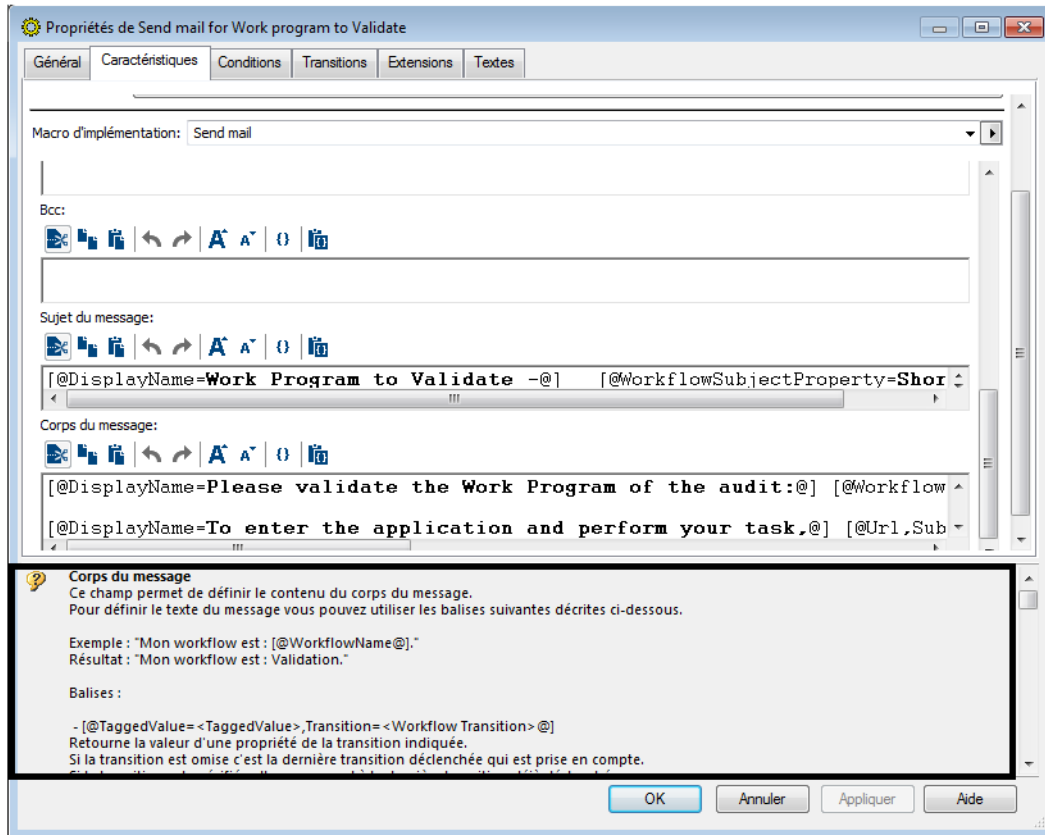 Propriétés de Send mail for Work program to Validate
Général Caractéristiques Conditions Transitions Extensions Textes
Macro d'implémentation: Send mail
Bcc:
Sujet du message:
[@DisplayName=Work Program to Validate -@] [@WorkflowSubjectProperty=Shor
Corps du message:
[@DisplayName=Please validate the Work Program of the audit:@] [@Workflow
[@DisplayName=To enter the application and perform your task,@] [@Url,Sub
Corps du message
Ce champ permet de définir le contenu du corps du message.
Pour définir le texte du message vous pouvez utiliser les balises suivantes décrites ci-dessous.
Exemple : "Mon workflow est : [@WorkflowName@]."
Résultat : "Mon workflow est : Validation."
Balises :
- [@TaggedValue=<TaggedValue>,Transition=<Workflow Transition>@]
Retourne la valeur d'une propriété de la transition indiquée.
Si la transition est omise c'est la dernière transition déclenchée qui est prise en compte.
OK Annuler Appliquer Aide